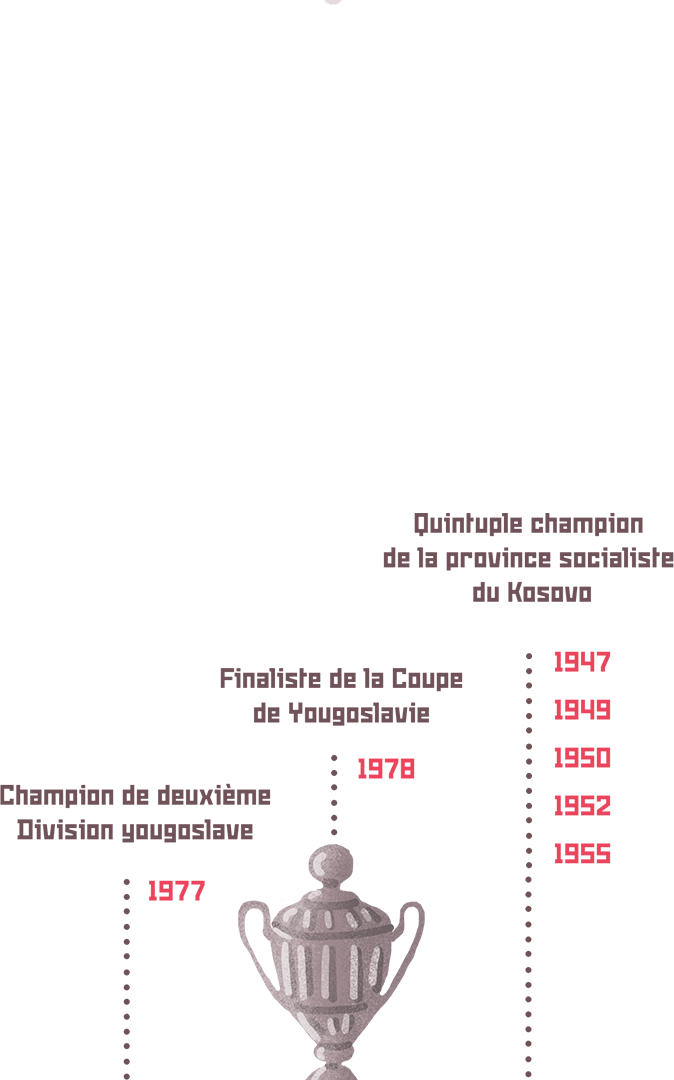 Quintuple champion
de la province socialiste
du Kosovo
1947
1949
1950
1952
1955
Finaliste de la Coupe
de Yougoslavie
1978
Champion de deuxième
Division yougoslave
1977